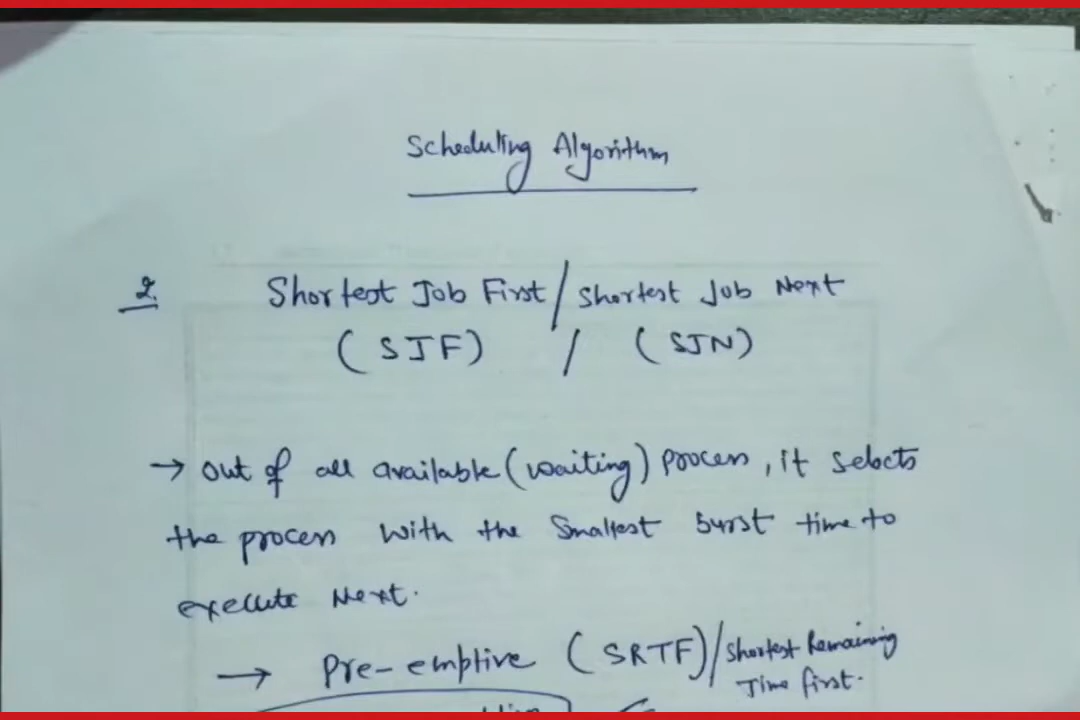 Scheduling Algorithm
2. Shortest Job First / Shortest Job Next
(SJF) / (SJN)
→ out of all available (waiting) process, it selects
the process with the smallest burst time to
execute Next.
→ Pre-emptive (SRTF) / Shortest Remaining
Time first.